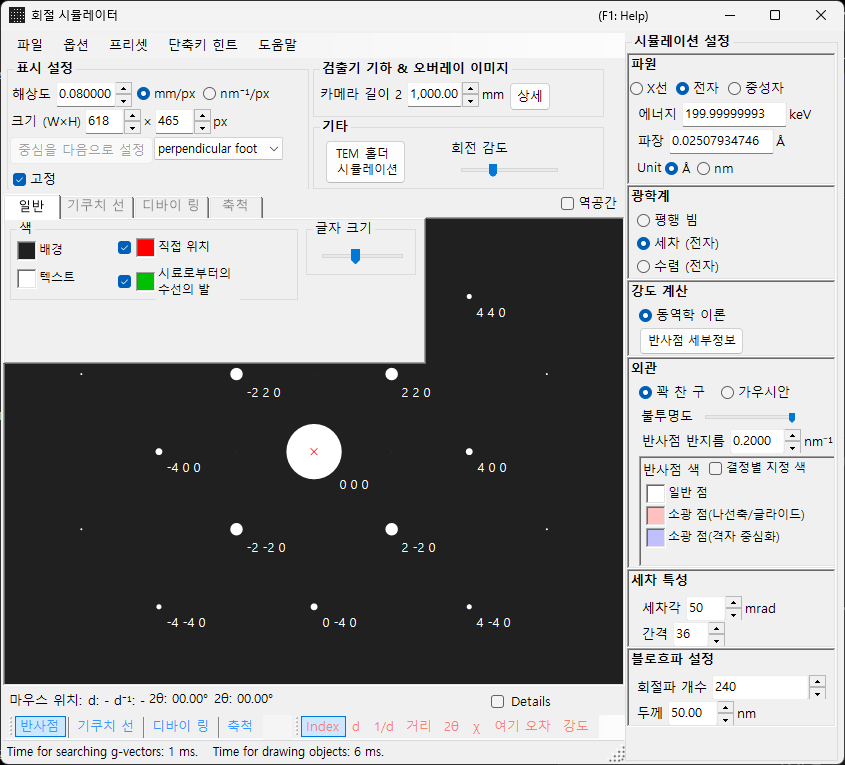 회절 시뮬레이터
(F1: Help)
파일 옵션 프리셋 단축키 힌트 도움말
표시 설정
해상도 0.080000 mm/px nm⁻¹/px
크기 (W×H) 618 × 465 px
중심을 다음으로 설정 perpendicular foot
고정
검출기 기하 & 오버레이 이미지
카메라 길이 2 1,000.00 mm 상세
기타
TEM 홀더
시뮬레이션
회전 감도
일반 기쿠치 선 디바이 링 축척
역공간
색
배경
직접 위치
텍스트
시료로부터의
수선의 발
글자 크기
4 4 0
-2 2 0
2 2 0
-4 0 0
4 0 0
0 0 0
-2 -2 0
2 -2 0
-4 -4 0
0 -4 0
4 -4 0
마우스 위치: d: - d⁻¹: - 2θ: 00.00° 2θ: 00.00°
Details
반사점 기쿠치 선 디바이 링 축척
Index d 1/d 거리 2θ χ 여기 오차 강도
Time for searching g-vectors: 1 ms. Time for drawing objects: 6 ms.
시뮬레이션 설정
파원
X선 전자 중성자
에너지 199.99999993 keV
파장 0.02507934746 Å
Unit Å nm
광학계
평행 빔
세차 (전자)
수렴 (전자)
강도 계산
동역학 이론
반사점 세부정보
외관
꽉 찬 구 가우시안
불투명도
반사점 반지름 0.2000 nm⁻¹
반사점 색 결정별 지정 색
일반 점
소광 점(나선축/글라이드)
소광 점(격자 중심화)
세차 특성
세차각 50 mrad
간격 36
블로흐파 설정
회절파 개수 240
두께 50.00 nm